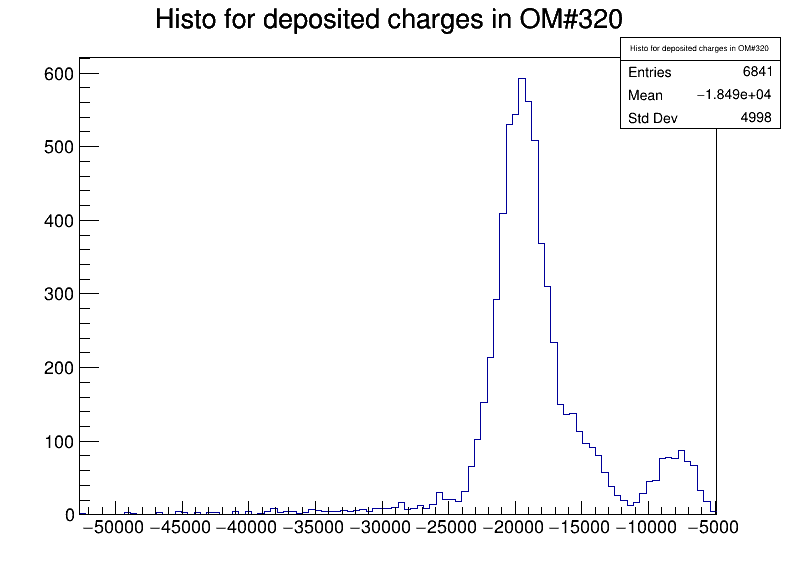 Histo for deposited charges in OM#320
Histo for deposited charges in OM#320
Entries 6841
Mean −1.849e+04
Std Dev 4998
600
500
400
300
200
100
0
−50000 −45000 −40000 −35000 −30000 −25000 −20000 −15000 −10000 −5000